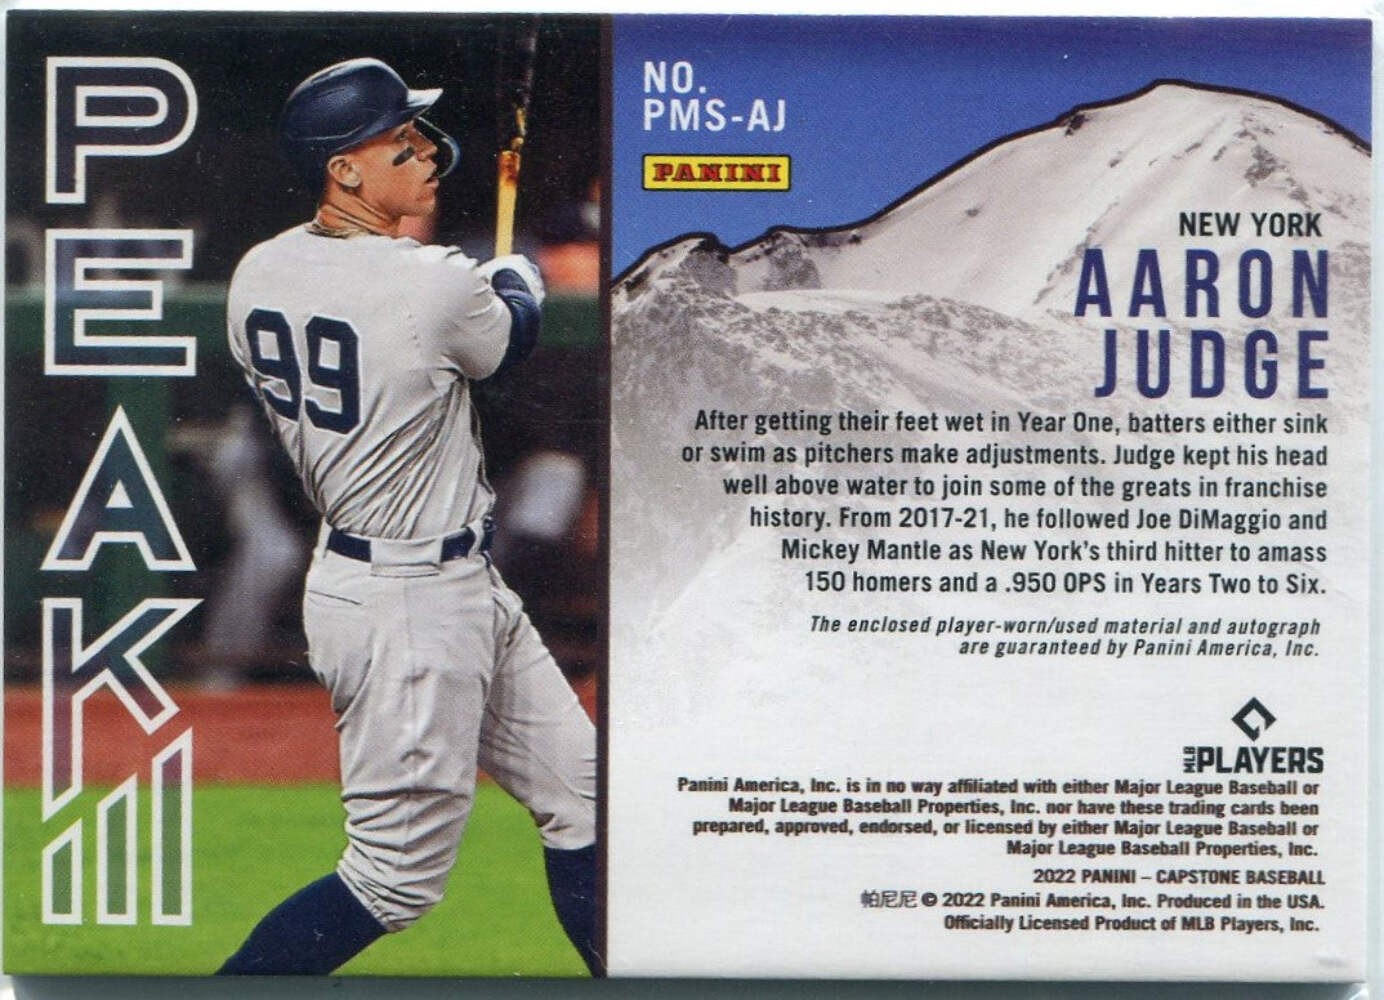 PEAK
99
NO.
PMS-AJ
PANINI
NEW YORK
AARON
JUDGE
After getting their feet wet in Year One, batters either sink
or swim as pitchers make adjustments. Judge kept his head
well above water to join some of the greats in franchise
history. From 2017-21, he followed Joe DiMaggio and
Mickey Mantle as New York's third hitter to amass
150 homers and a .950 OPS in Years Two to Six.
The enclosed player-worn/used material and autograph
are guaranteed by Panini America, Inc.
MLB PLAYERS
Panini America, Inc. is in no way affiliated with either Major League Baseball or
Major League Baseball Properties, Inc. nor have these trading cards been
prepared, approved, endorsed, or licensed by either Major League Baseball or
Major League Baseball Properties, Inc.
2022 PANINI – CAPSTONE BASEBALL
帕尼尼 © 2022 Panini America, Inc. Produced in the USA.
Officially Licensed Product of MLB Players, Inc.